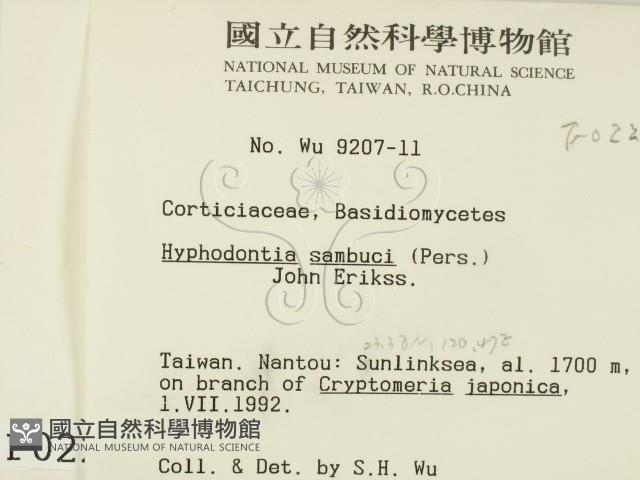 國立自然科學博物館
NATIONAL MUSEUM OF NATURAL SCIENCE
TAICHUNG, TAIWAN, R.O.CHINA
No. Wu 9207-11
Corticiaceae, Basidiomycetes
Hyphodontia sambuci (Pers.)
John Erikss.
Taiwan. Nantou: Sunlinksea, al. 1700 m,
on branch of Cryptomeria japonica,
1.VII.1992.
國立自然科學博物館
NATIONAL MUSEUM OF NATURAL SCIENCE
Coll. & Det. by S.H. Wu